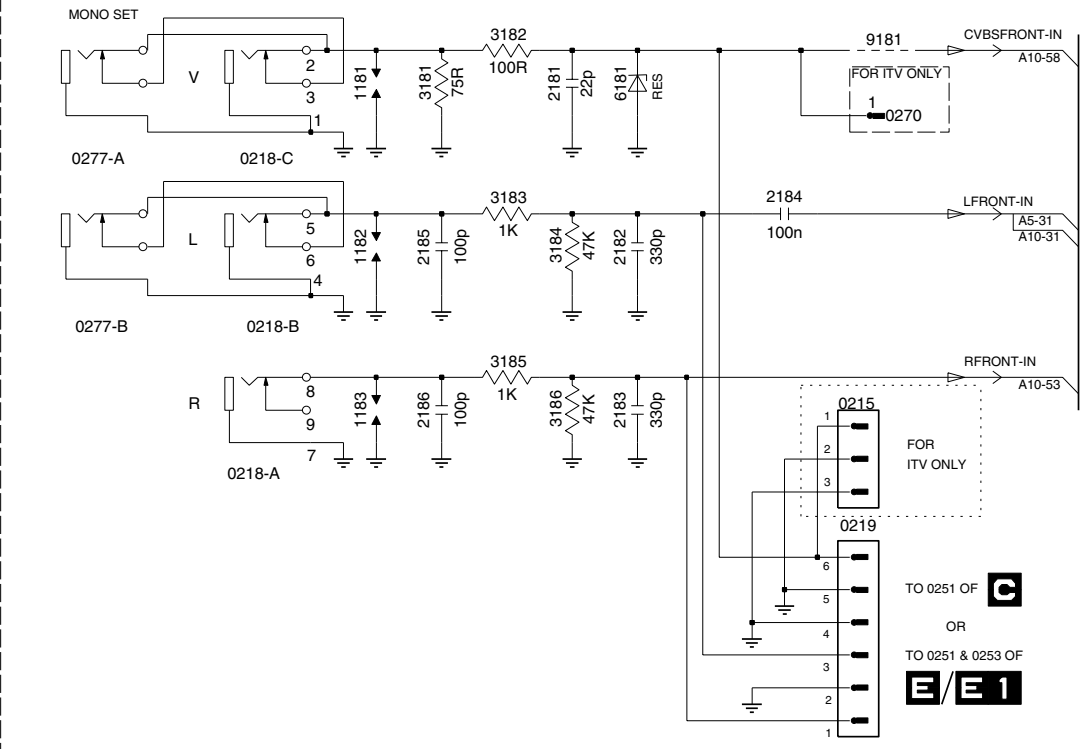 MONO SET
V
2
3
1
0277-A
0218-C
1181
3181
75R
3182
100R
2181
22p
6181
RES
9181
CVBSFRONT-IN
A10-58
FOR ITV ONLY
1
0270
L
5
6
4
0277-B
0218-B
1182
2185
100p
3183
1K
3184
47K
2182
330p
2184
100n
LFRONT-IN
A5-31
A10-31
R
8
9
7
0218-A
1183
2186
100p
3185
1K
3186
47K
2183
330p
RFRONT-IN
A10-53
0215
1
2
3
FOR
ITV ONLY
0219
6
5
4
3
2
1
TO 0251 OF C
OR
TO 0251 & 0253 OF
E/E 1